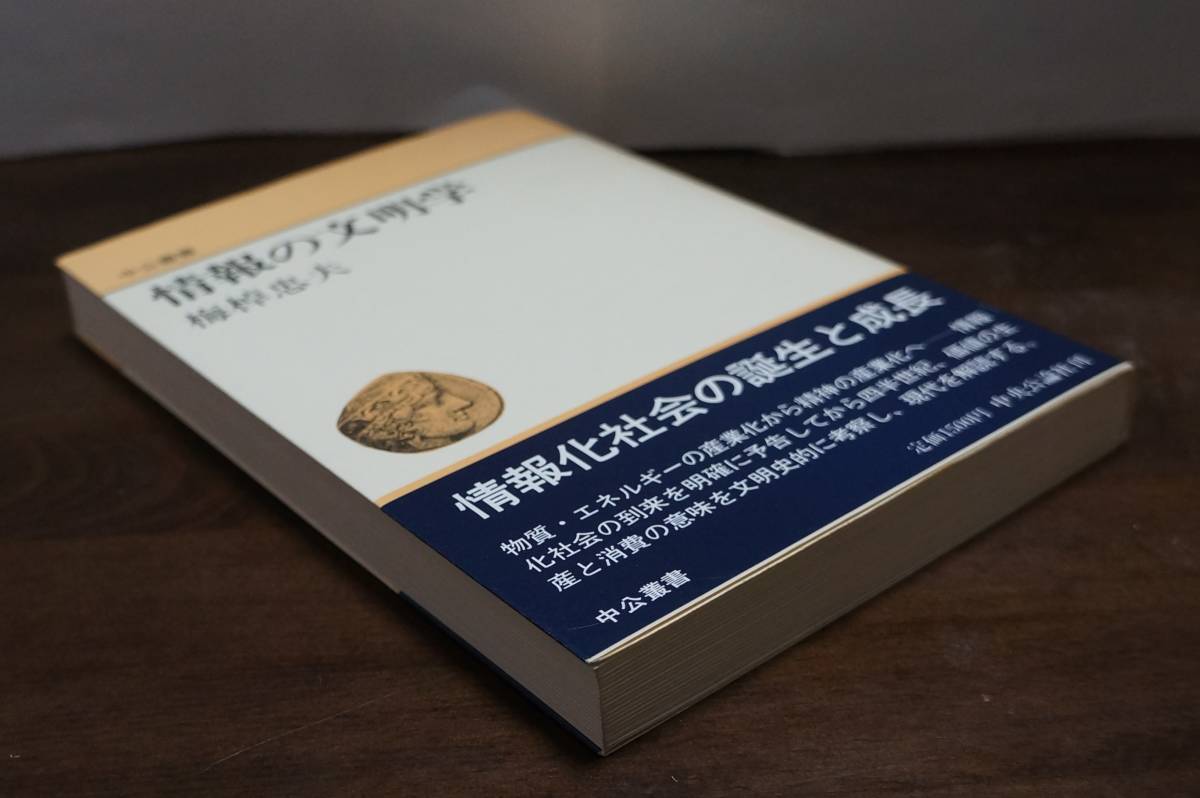 中公叢書
情報の文明学
梅棹忠夫
情報化社会の誕生と成長
物質・エネルギーの産業化から精神の産業化へ——情報
化社会の到来を明確に予告してから四半世紀、価値の生
産と消費の意味を文明史的に考察し、現代を解読する。
中公叢書
定価1500円 中央公論社刊